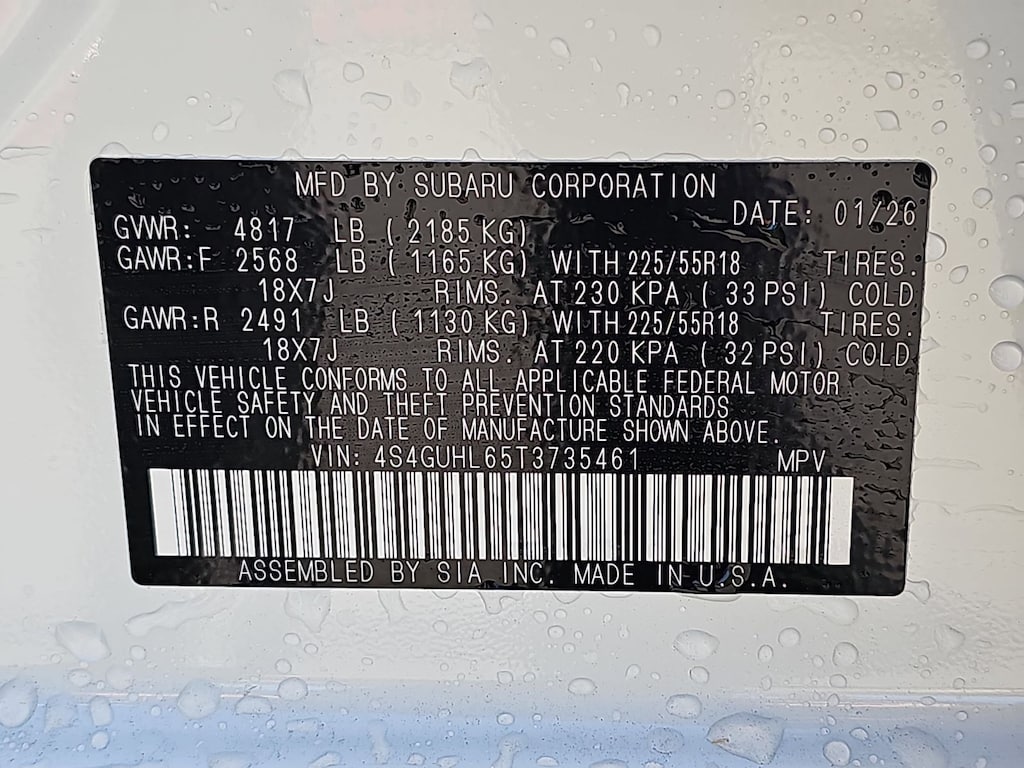 MFD BY SUBARU CORPORATION
DATE: 01/26
GVWR: 4817 LB ( 2185 KG)
GAWR:F 2568 LB ( 1165 KG) WITH 225/55R18 TIRES.
18X7J RIMS. AT 230 KPA ( 33 PSI) COLD
GAWR:R 2491 LB ( 1130 KG) WITH 225/55R18 TIRES.
18X7J RIMS. AT 220 KPA ( 32 PSI) COLD
THIS VEHICLE CONFORMS TO ALL APPLICABLE FEDERAL MOTOR
VEHICLE SAFETY AND THEFT PREVENTION STANDARDS
IN EFFECT ON THE DATE OF MANUFACTURE SHOWN ABOVE.
VIN: 4S4GUHL65T3735461 MPV
ASSEMBLED BY SIA INC. MADE IN U.S.A.